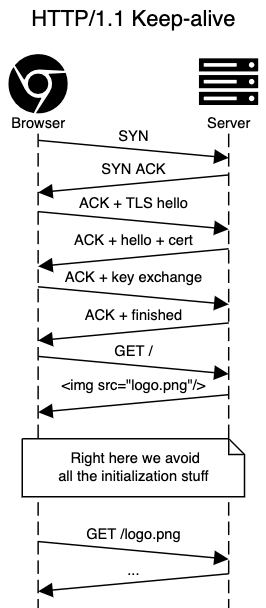 HTTP/1.1 Keep-alive
Browser
Server
SYN
SYN ACK
ACK + TLS hello
ACK + hello + cert
ACK + key exchange
ACK + finished
GET /
<img src="logo.png"/>
Right here we avoid
all the initialization stuff
GET /logo.png
...